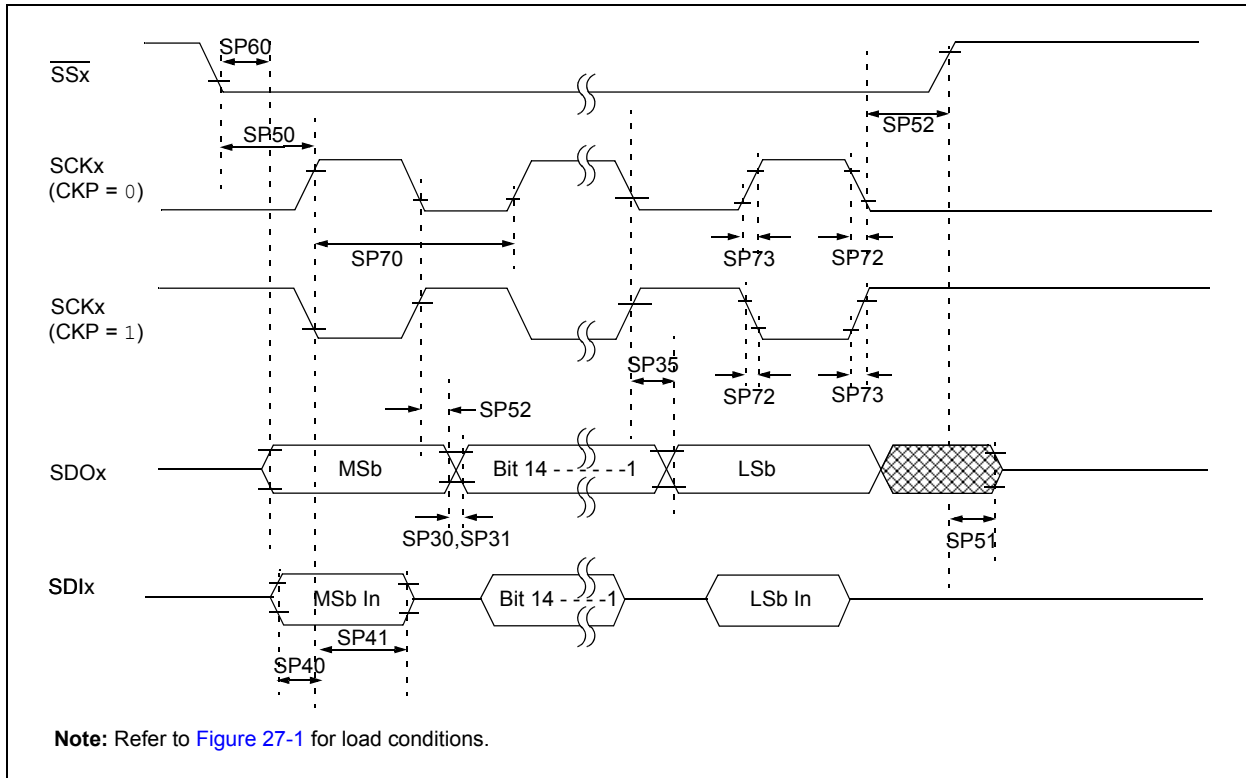 SP60
SSx
SP50
SP52
SCKx
(CKP = 0)
SP70
SP73
SP72
SCKx
(CKP = 1)
SP35
SP72
SP73
SP52
SDOx
MSb
Bit 14 - - - - - -1
LSb
SP30,SP31
SP51
SDIx
MSb In
Bit 14 - - - -1
LSb In
SP41
SP40
Note: Refer to Figure 27-1 for load conditions.